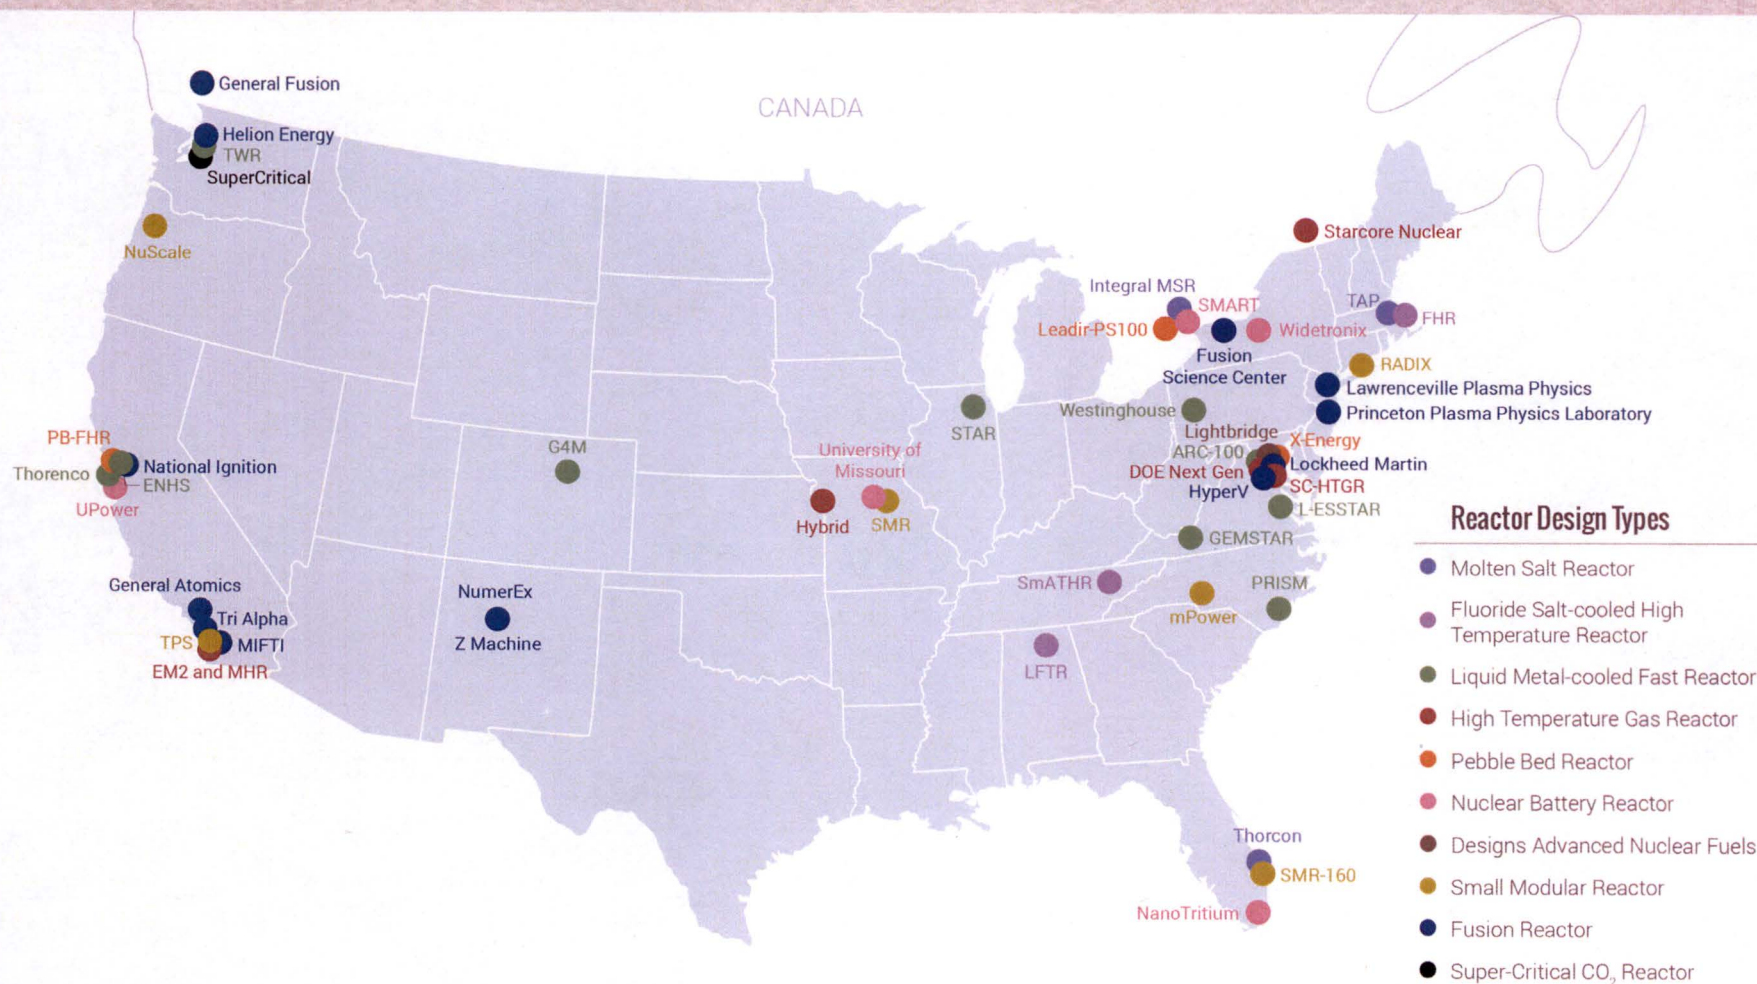 General Fusion
CANADA
Helion Energy
TWR
SuperCritical
NuScale
Starcore Nuclear
Integral MSR
SMART
TAP
FHR
Leadir-PS100
Widetronix
Fusion
Science Center
RADIX
Lawrenceville Plasma Physics
Princeton Plasma Physics Laboratory
Westinghouse
STAR
Lightbridge
X-Energy
ARC-100
Lockheed Martin
DOE Next Gen
SC-HTGR
HyperV
L-ESSTAR
PB-FHR
National Ignition
Thorenco
ENHS
UPower
G4M
University of
Missouri
Hybrid
SMR
GEMSTAR
SmATHR
PRISM
mPower
LFTR
General Atomics
Tri Alpha
TPS
MIFTI
EM2 and MHR
NumerEx
Z Machine
Thorcon
SMR-160
NanoTritium
Reactor Design Types
Molten Salt Reactor
Fluoride Salt-cooled High
Temperature Reactor
Liquid Metal-cooled Fast Reactor
High Temperature Gas Reactor
Pebble Bed Reactor
Nuclear Battery Reactor
Designs Advanced Nuclear Fuels
Small Modular Reactor
Fusion Reactor
Super-Critical CO₂ Reactor